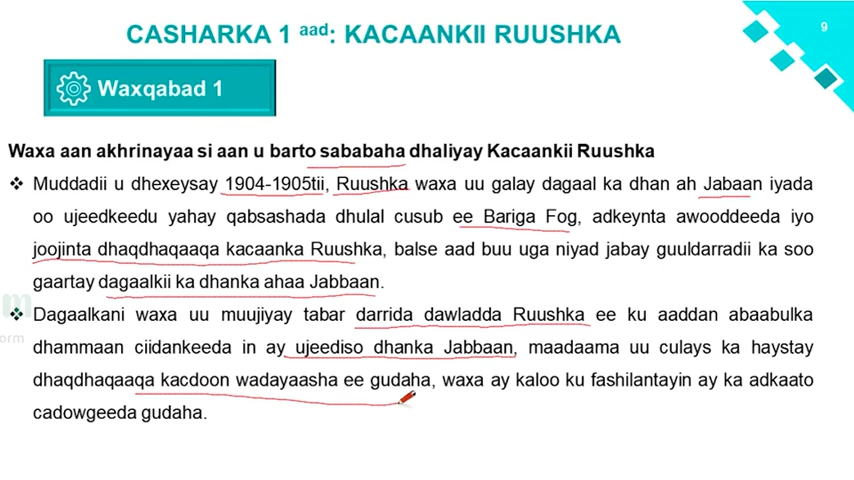 9
CASHARKA 1 aad: KACAANKII RUUSHKA
Waxqabad 1
Waxa aan akhrinayaa si aan u barto sababaha dhaliyay Kacaankii Ruushka
❖ Muddadii u dhexeysay 1904-1905tii, Ruushka waxa uu galay dagaal ka dhan ah Jabaan iyada
oo ujeedkeedu yahay qabsashada dhulal cusub ee Bariga Fog, adkeynta awooddeeda iyo
joojinta dhaqdhaqaaqa kacaanka Ruushka, balse aad buu uga niyad jabay guuldarradii ka soo
gaartay dagaalkii ka dhanka ahaa Jabbaan.
❖ Dagaalkani waxa uu muujiyay tabar darrida dawladda Ruushka ee ku aaddan abaabulka
dhammaan ciidankeeda in ay ujeediso dhanka Jabbaan, maadaama uu culays ka haystay
dhaqdhaqaaqa kacdoon wadayaasha ee gudaha, waxa ay kaloo ku fashilantayin ay ka adkaato
cadowgeeda gudaha.
m
orm